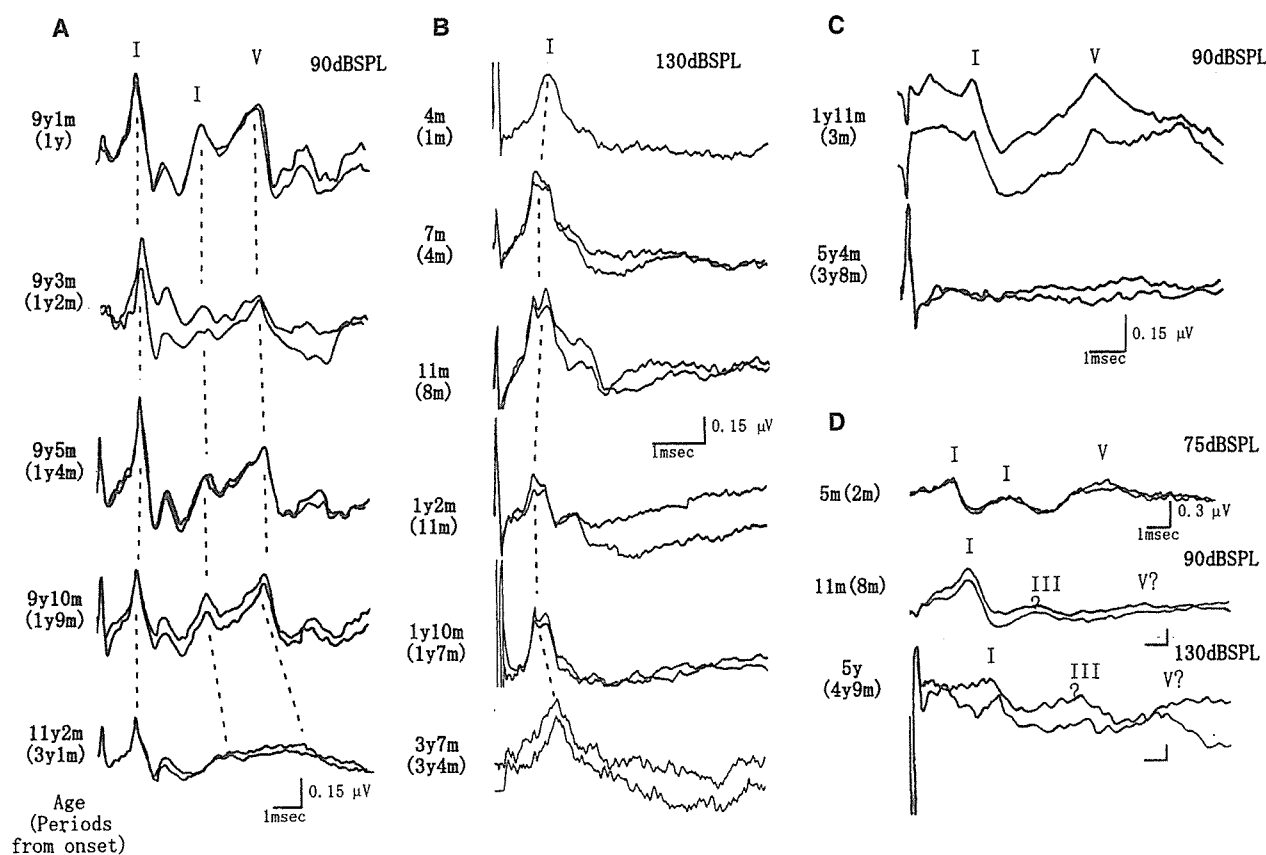 A
I
V
90dBSPL
I
9y1m
(1y)
9y3m
(1y2m)
9y5m
(1y4m)
9y10m
(1y9m)
11y2m
(3y1m)
0.15 μV
1msec
Age
(Periods
from onset)
B
I
130dBSPL
4m
(1m)
7m
(4m)
11m
(8m)
0.15 μV
1msec
1y2m
(11m)
1y10m
(1y7m)
3y7m
(3y4m)
C
I
V
90dBSPL
1y11m
(3m)
5y4m
(3y8m)
0.15 μV
1msec
D
75dBSPL
I
I
V
5m(2m)
0.3 μV
1msec
I
90dBSPL
11m(8m)
III
?
V?
130dBSPL
5y
(4y9m)
I
III
?
V?